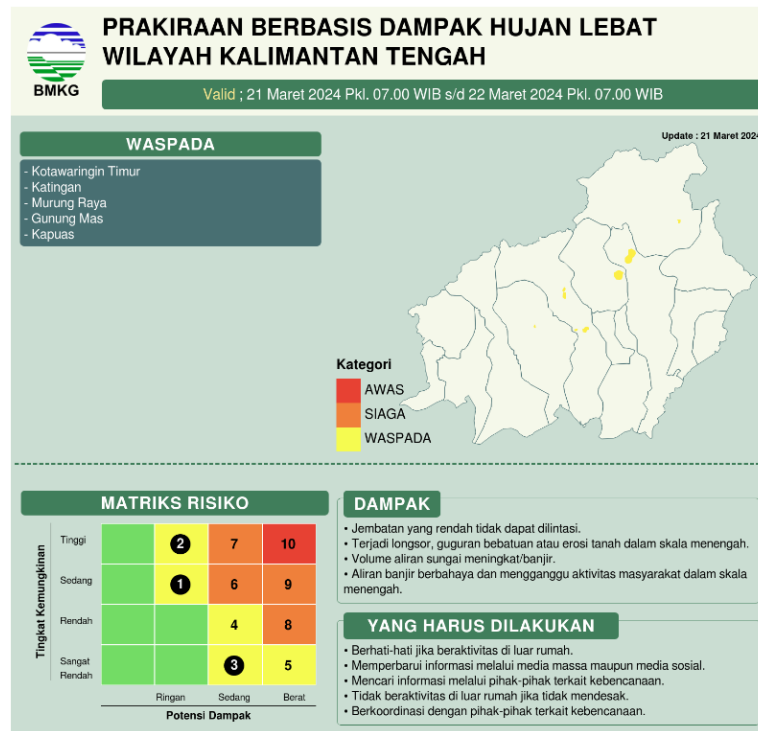 PRAKIRAAN BERBASIS DAMPAK HUJAN LEBAT
WILAYAH KALIMANTAN TENGAH
BMKG
Valid ; 21 Maret 2024 Pkl. 07.00 WIB s/d 22 Maret 2024 Pkl. 07.00 WIB
WASPADA
- Kotawaringin Timur
- Katingan
- Murung Raya
- Gunung Mas
- Kapuas
Update : 21 Maret 2024
Kategori
AWAS
SIAGA
WASPADA
MATRIKS RISIKO
Tingkat Kemungkinan
Tinggi
2
7
10
Sedang
1
6
9
Rendah
4
8
Sangat
Rendah
3
5
Ringan
Sedang
Berat
Potensi Dampak
DAMPAK
• Jembatan yang rendah tidak dapat dilintasi.
• Terjadi longsor, guguran bebatuan atau erosi tanah dalam skala menengah.
• Volume aliran sungai meningkat/banjir.
• Aliran banjir berbahaya dan mengganggu aktivitas masyarakat dalam skala
menengah.
YANG HARUS DILAKUKAN
• Berhati-hati jika beraktivitas di luar rumah.
• Memperbarui informasi melalui media massa maupun media sosial.
• Mencari informasi melalui pihak-pihak terkait kebencanaan.
• Tidak beraktivitas di luar rumah jika tidak mendesak.
• Berkoordinasi dengan pihak-pihak terkait kebencanaan.